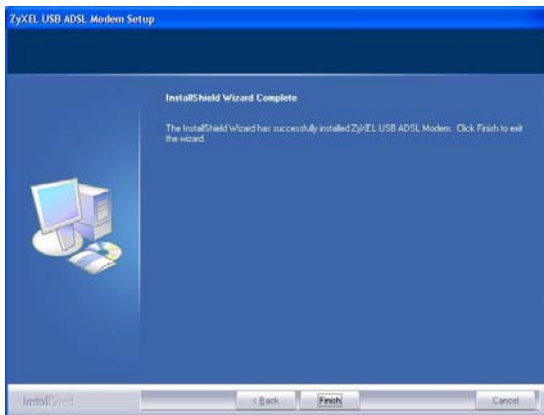 ZyXEL USB ADSL Modem Setup
InstallShield Wizard Complete
The InstallShield Wizard has successfully installed ZyXEL USB ADSL Modem. Click Finish to exit
the wizard.
InstallShield
< Back Finish Cancel